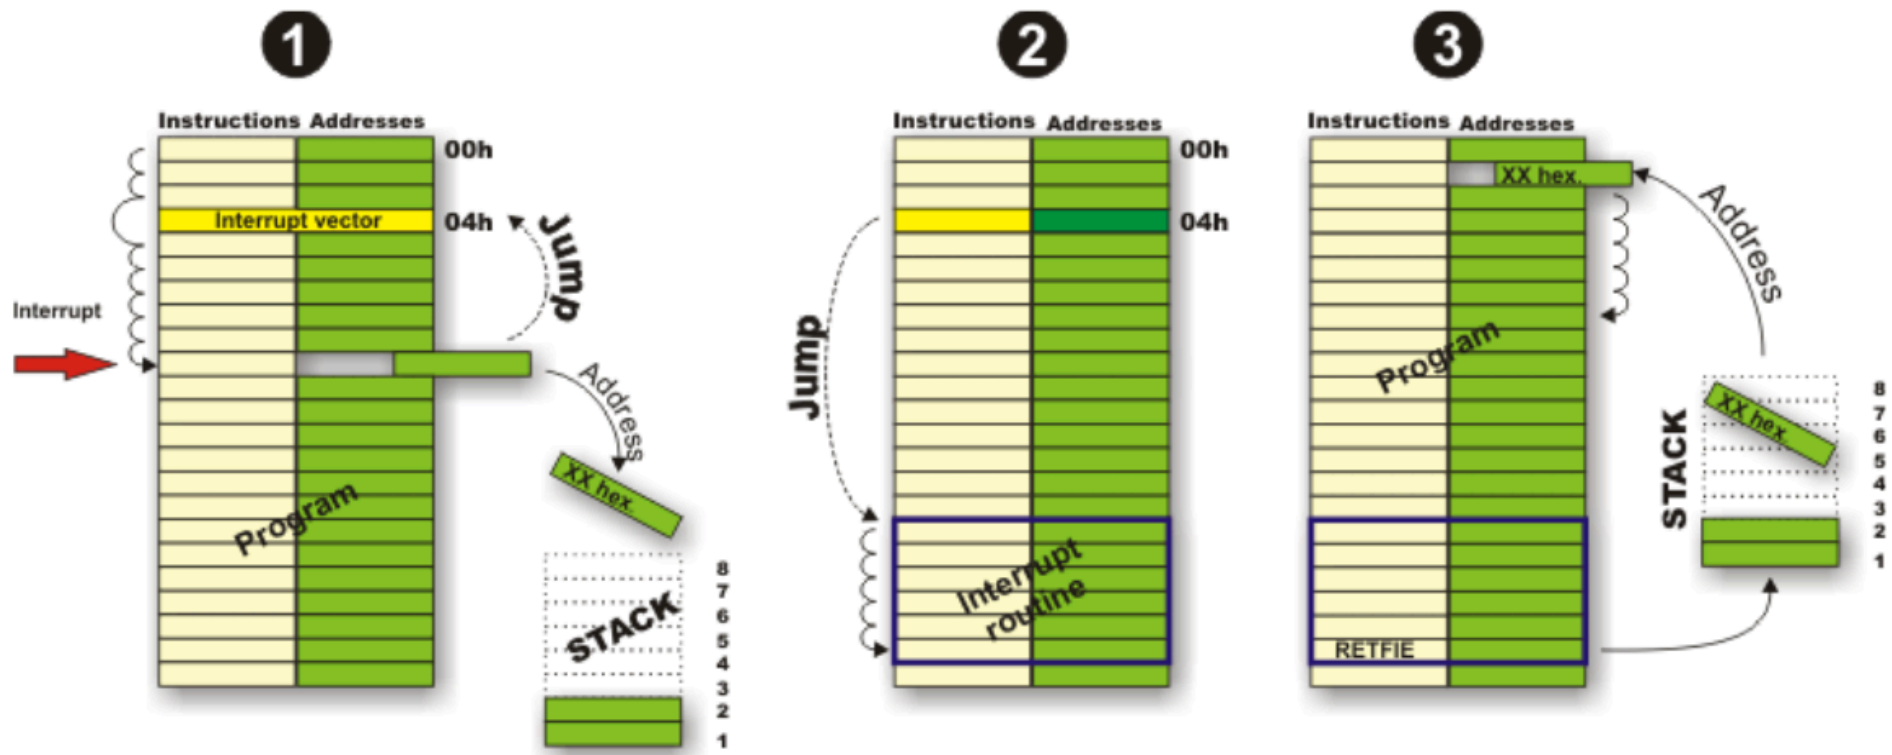 1
Instructions Addresses
00h
Interrupt vector
04h
Jump
Interrupt
Address
XX hex.
Program
STACK
8
7
6
5
4
3
2
1
2
Instructions Addresses
00h
04h
Jump
Interrupt
routine
3
Instructions Addresses
XX hex.
Address
Program
STACK
XX hex.
8
7
6
5
4
3
2
1
RETFIE